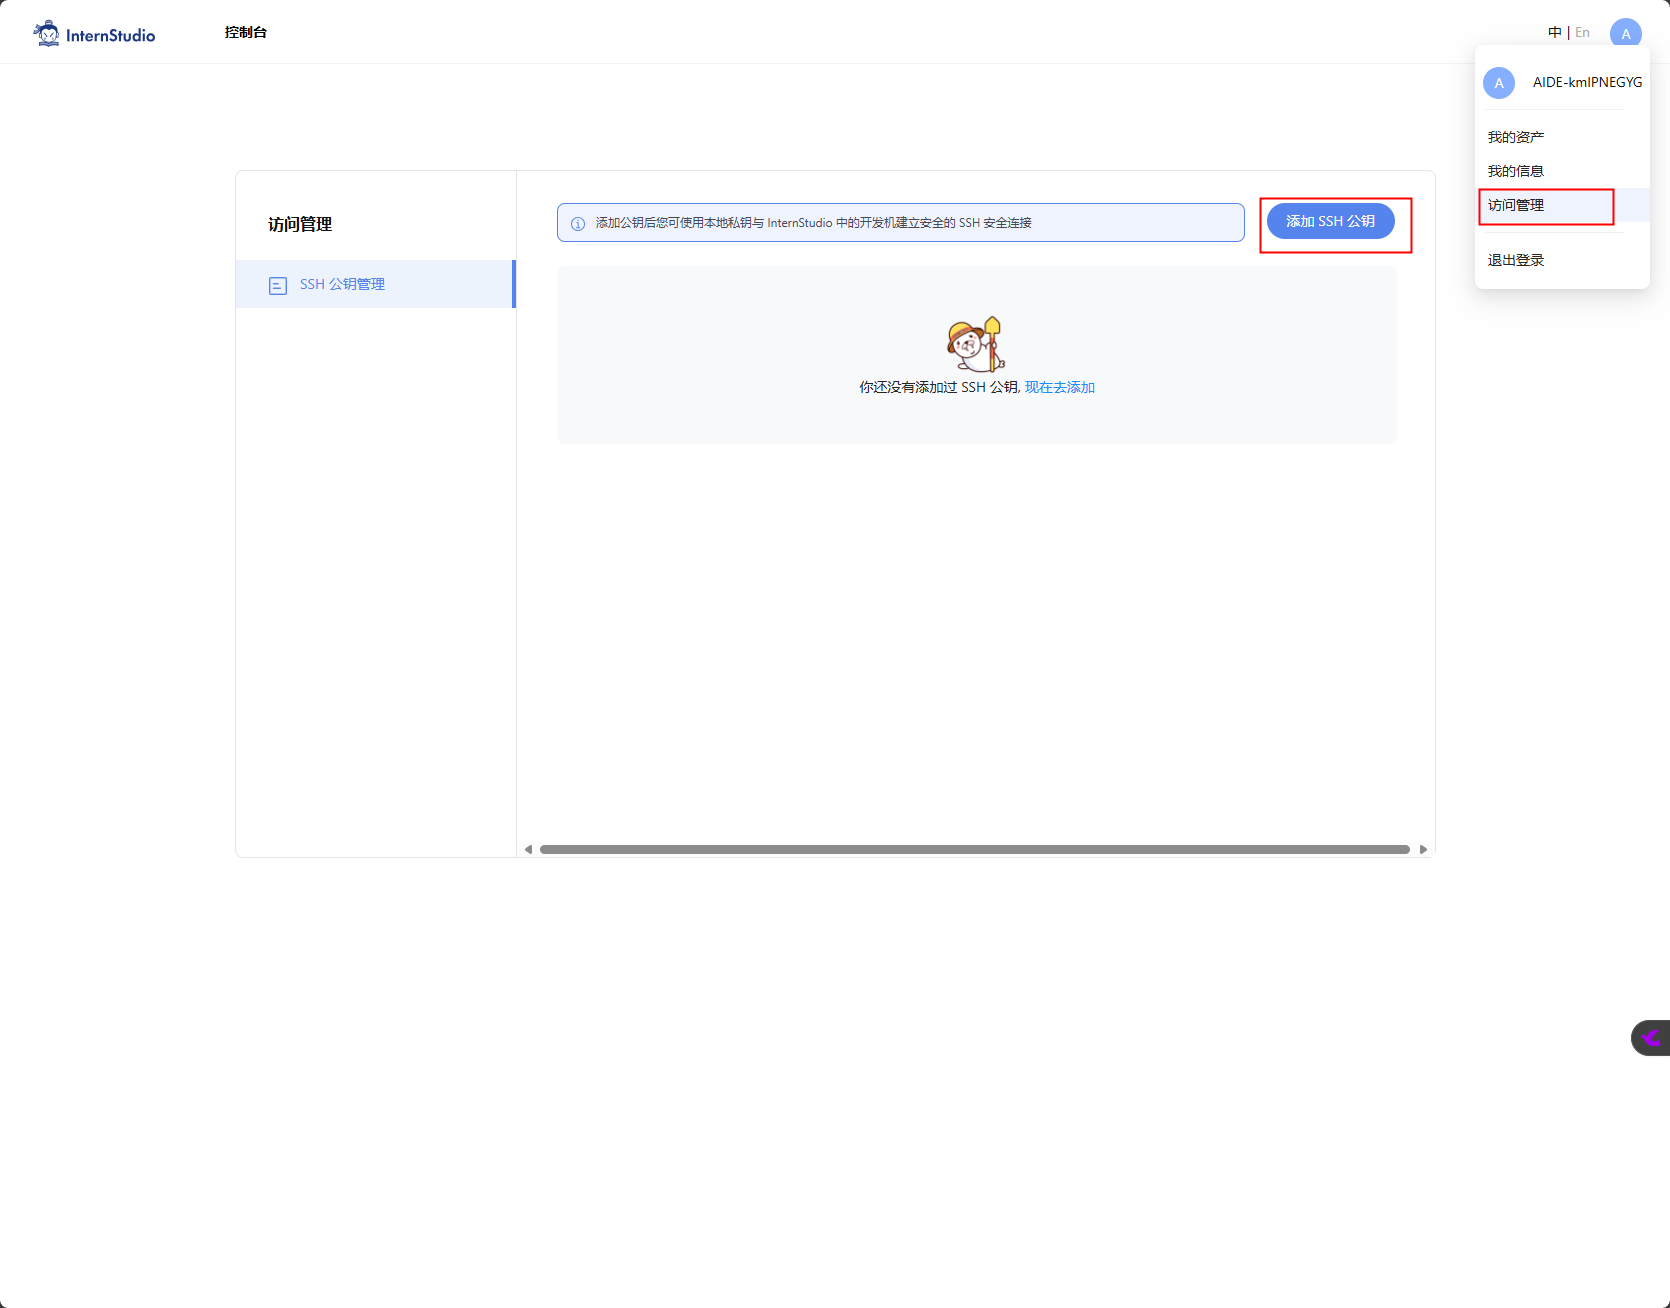 InternStudio
控制台
中 | En
A
A
AIDE-kmIPNEGYG
我的资产
我的信息
访问管理
退出登录
访问管理
SSH 公钥管理
添加公钥后您可使用本地私钥与 InternStudio 中的开发机建立安全的 SSH 安全连接
添加 SSH 公钥
你还没有添加过 SSH 公钥, 现在去添加